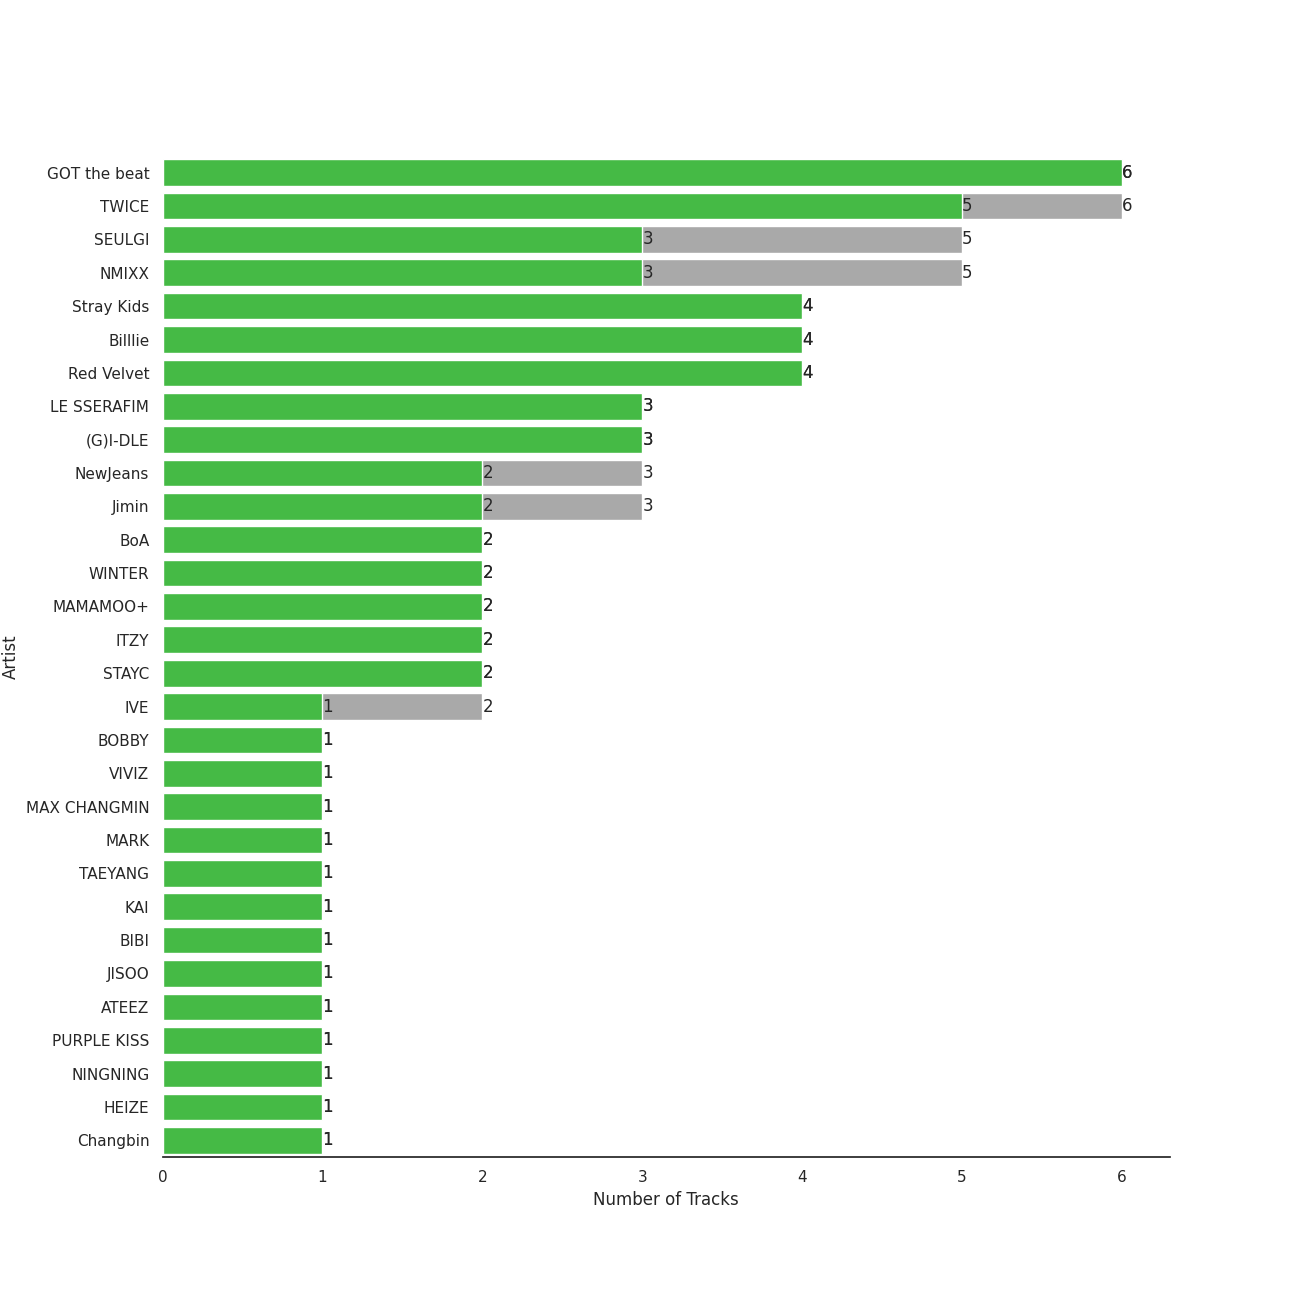 GOT the beat 6
TWICE 5 6
SEULGI 3 5
NMIXX 3 5
Stray Kids 4
Billlie 4
Red Velvet 4
LE SSERAFIM 3
(G)I-DLE 3
NewJeans 2 3
Jimin 2 3
BoA 2
WINTER 2
MAMAMOO+ 2
ITZY 2
STAYC 2
IVE 1 2
BOBBY 1
VIVIZ 1
MAX CHANGMIN 1
MARK 1
TAEYANG 1
KAI 1
BIBI 1
JISOO 1
ATEEZ 1
PURPLE KISS 1
NINGNING 1
HEIZE 1
Changbin 1
0 1 2 3 4 5 6
Number of Tracks
Artist